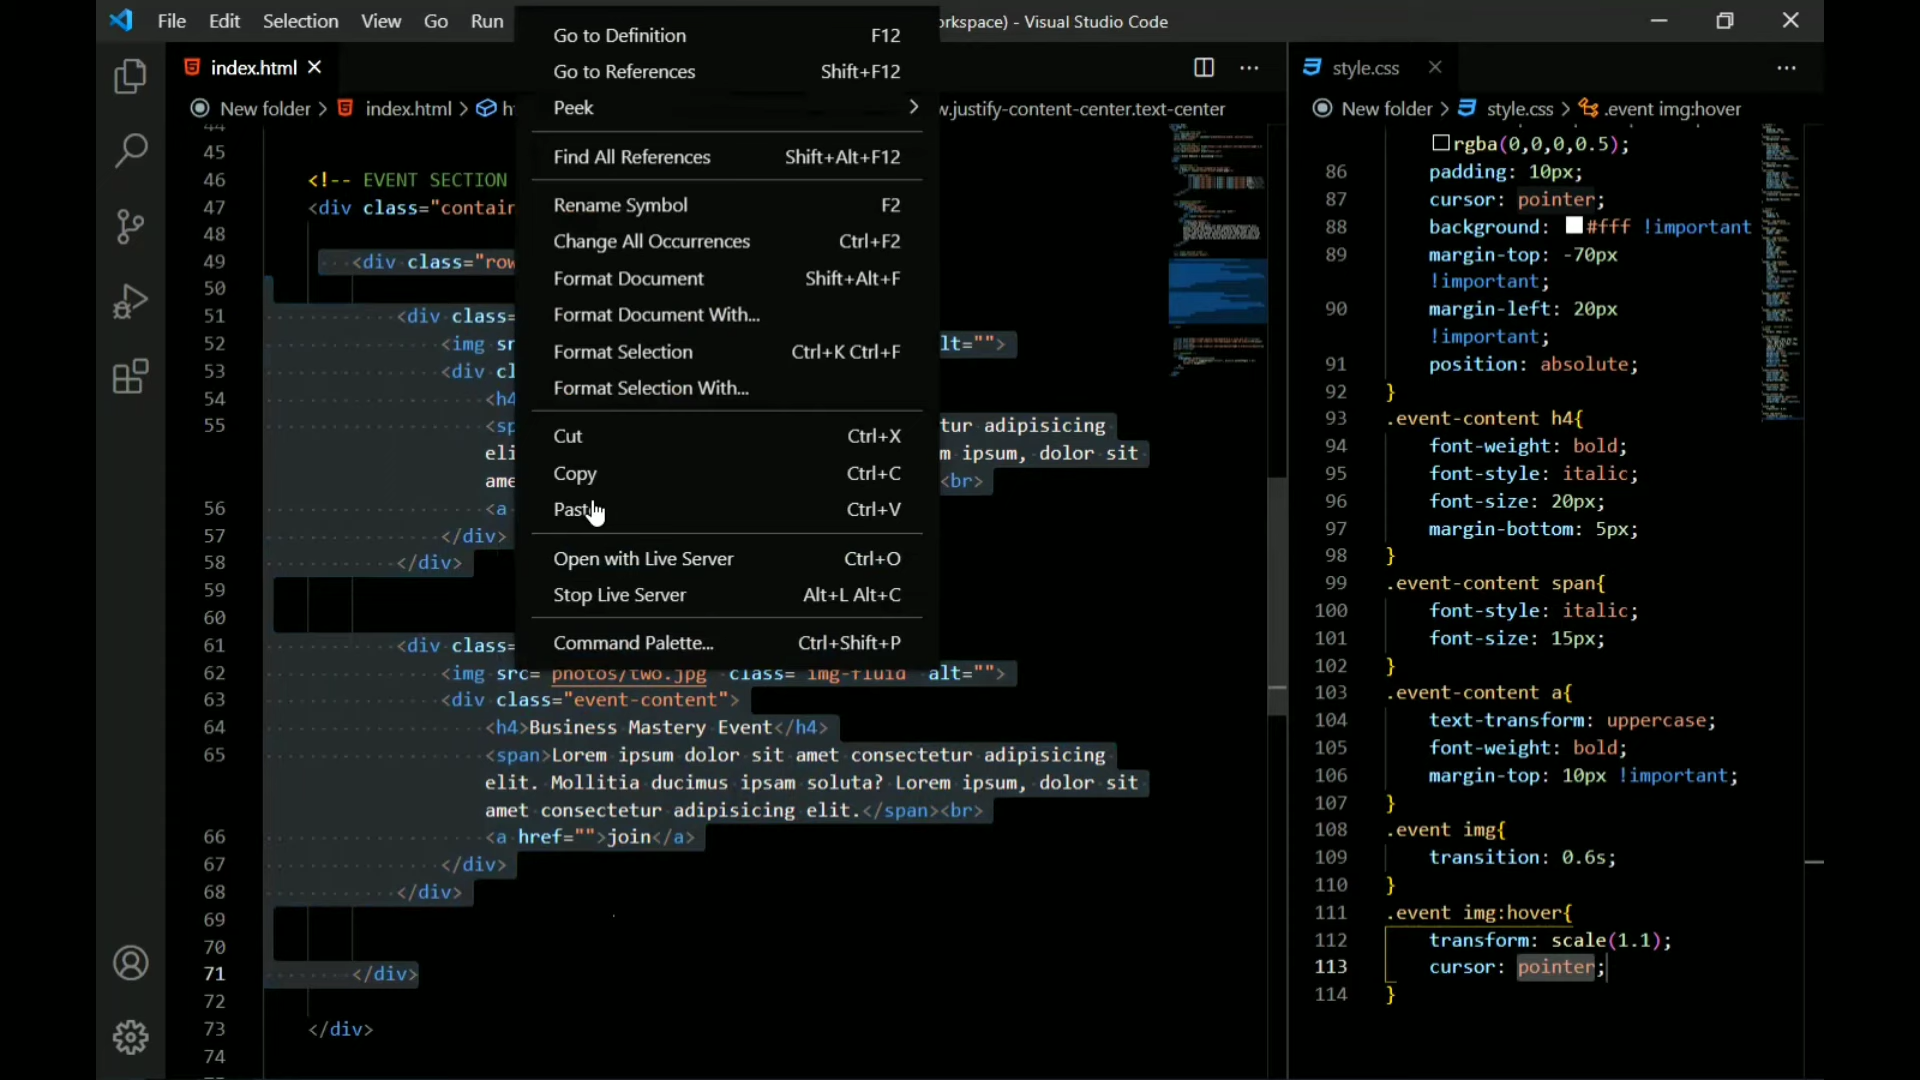 File Edit Selection View Go Run
orkspace) - Visual Studio Code
index.html
New folder > index.html >
w.justify-content-center.text-center
44
45
46 <!-- EVENT SECTION
47 <div class="contain
48
49 <div class="row
50
51 <div class=
52 <img sr lt="">
53 <div cl
54 <h4
55 <sp tur adipisicing
eli m ipsum, dolor sit
ame <br>
56 <a
57 </div>
58 </div>
59
60
61 <div class=
62 <img src= photos/two.jpg class= img-fluid alt="">
63 <div class="event-content">
64 <h4>Business Mastery Event</h4>
65 <span>Lorem ipsum dolor sit amet consectetur adipisicing
elit. Mollitia ducimus ipsam soluta? Lorem ipsum, dolor sit
amet consectetur adipisicing elit.</span><br>
66 <a href="">join</a>
67 </div>
68 </div>
69
70
71 </div>
72
73 </div>
74
Go to Definition F12
Go to References Shift+F12
Peek
Find All References Shift+Alt+F12
Rename Symbol F2
Change All Occurrences Ctrl+F2
Format Document Shift+Alt+F
Format Document With...
Format Selection Ctrl+K Ctrl+F
Format Selection With...
Cut Ctrl+X
Copy Ctrl+C
Paste Ctrl+V
Open with Live Server Ctrl+O
Stop Live Server Alt+L Alt+C
Command Palette... Ctrl+Shift+P
style.css
New folder > style.css > .event img:hover
rgba(0,0,0,0.5);
86 padding: 10px;
87 cursor: pointer;
88 background: #fff !important
89 margin-top: -70px
!important;
90 margin-left: 20px
!important;
91 position: absolute;
92 }
93 .event-content h4{
94 font-weight: bold;
95 font-style: italic;
96 font-size: 20px;
97 margin-bottom: 5px;
98 }
99 .event-content span{
100 font-style: italic;
101 font-size: 15px;
102 }
103 .event-content a{
104 text-transform: uppercase;
105 font-weight: bold;
106 margin-top: 10px !important;
107 }
108 .event img{
109 transition: 0.6s;
110 }
111 .event img:hover{
112 transform: scale(1.1);
113 cursor: pointer;
114 }